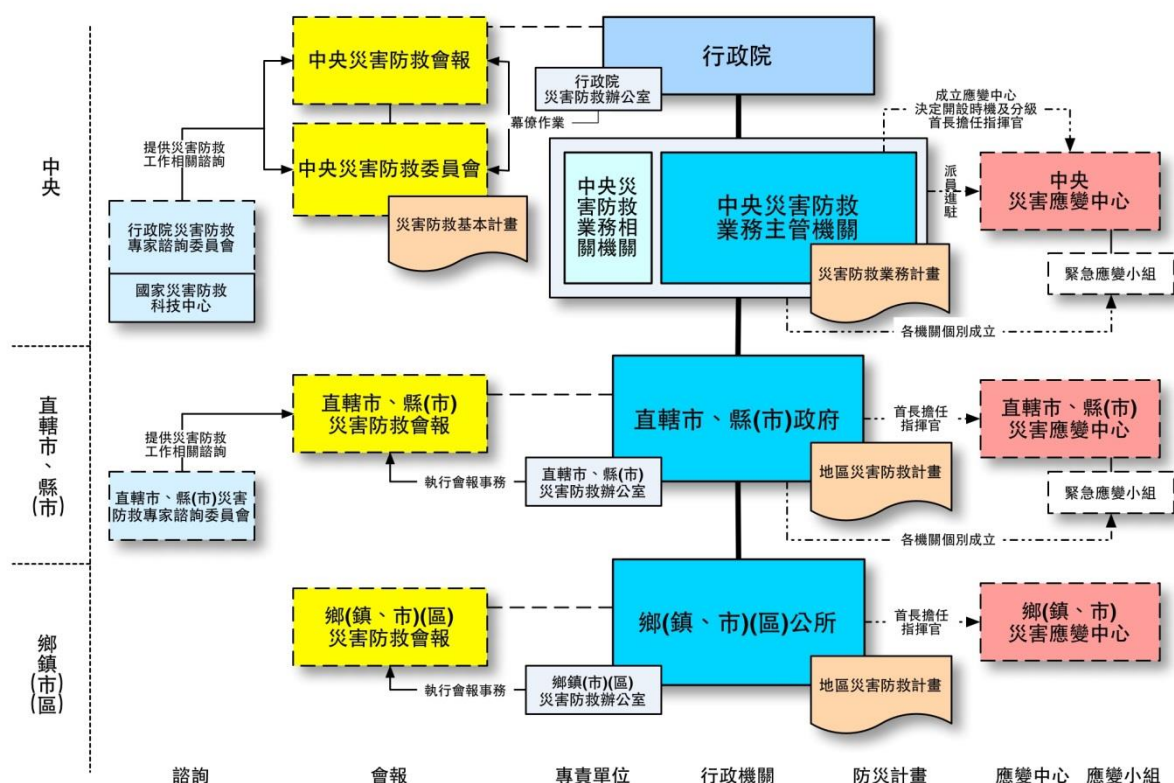 中央
中央災害防救會報
行政院
行政院
災害防救辦公室
幕僚作業
成立應變中心
決定開設時機及分級
首長擔任指揮官
提供災害防救
工作相關諮詢
中央災害防救委員會
災害防救基本計畫
中央災
害防救
業務相
關機關
中央災害防救
業務主管機關
災害防救業務計畫
派員進駐
中央
災害應變中心
緊急應變小組
各機關個別成立
行政院災害防救
專家諮詢委員會
國家災害防救
科技中心
直轄市、縣(市)
直轄市、縣(市)
災害防救會報
直轄市、縣(市)政府
首長擔任
指揮官
直轄市、縣(市)
災害應變中心
提供災害防救
工作相關諮詢
執行會報事務
直轄市、縣(市)
災害防救辦公室
地區災害防救計畫
緊急應變小組
各機關個別成立
直轄市、縣(市)災害
防救專家諮詢委員會
鄉鎮(市)(區)
鄉(鎮、市)(區)
災害防救會報
鄉(鎮、市)(區)公所
首長擔任
指揮官
鄉(鎮、市)
災害應變中心
執行會報事務
鄉鎮(市)(區)
災害防救辦公室
地區災害防救計畫
諮詢
會報
專責單位
行政機關
防災計畫
應變中心
應變小組